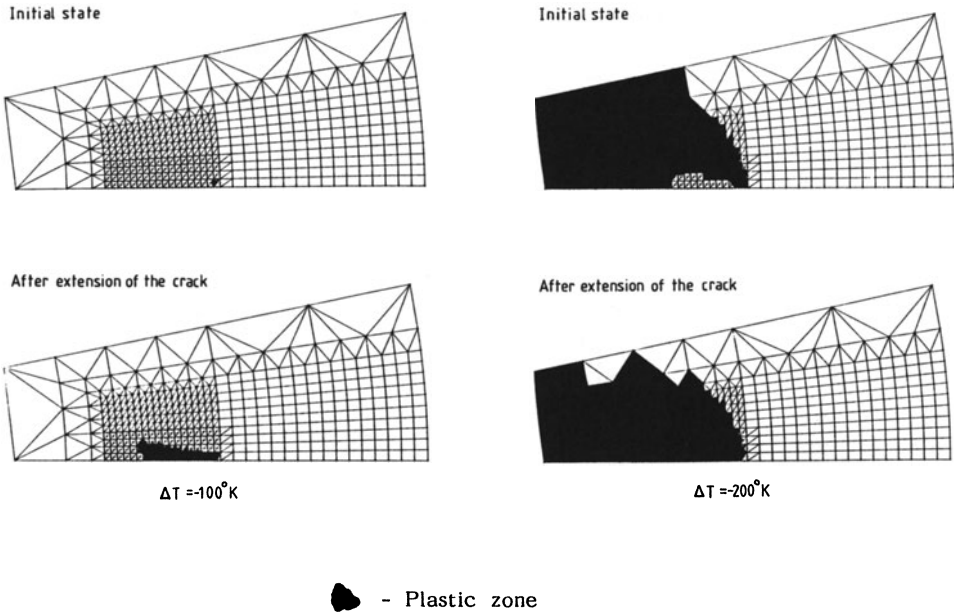 Initial state
Initial state
After extension of the crack
After extension of the crack
ΔT =-100°K
ΔT =-200°K
- Plastic zone